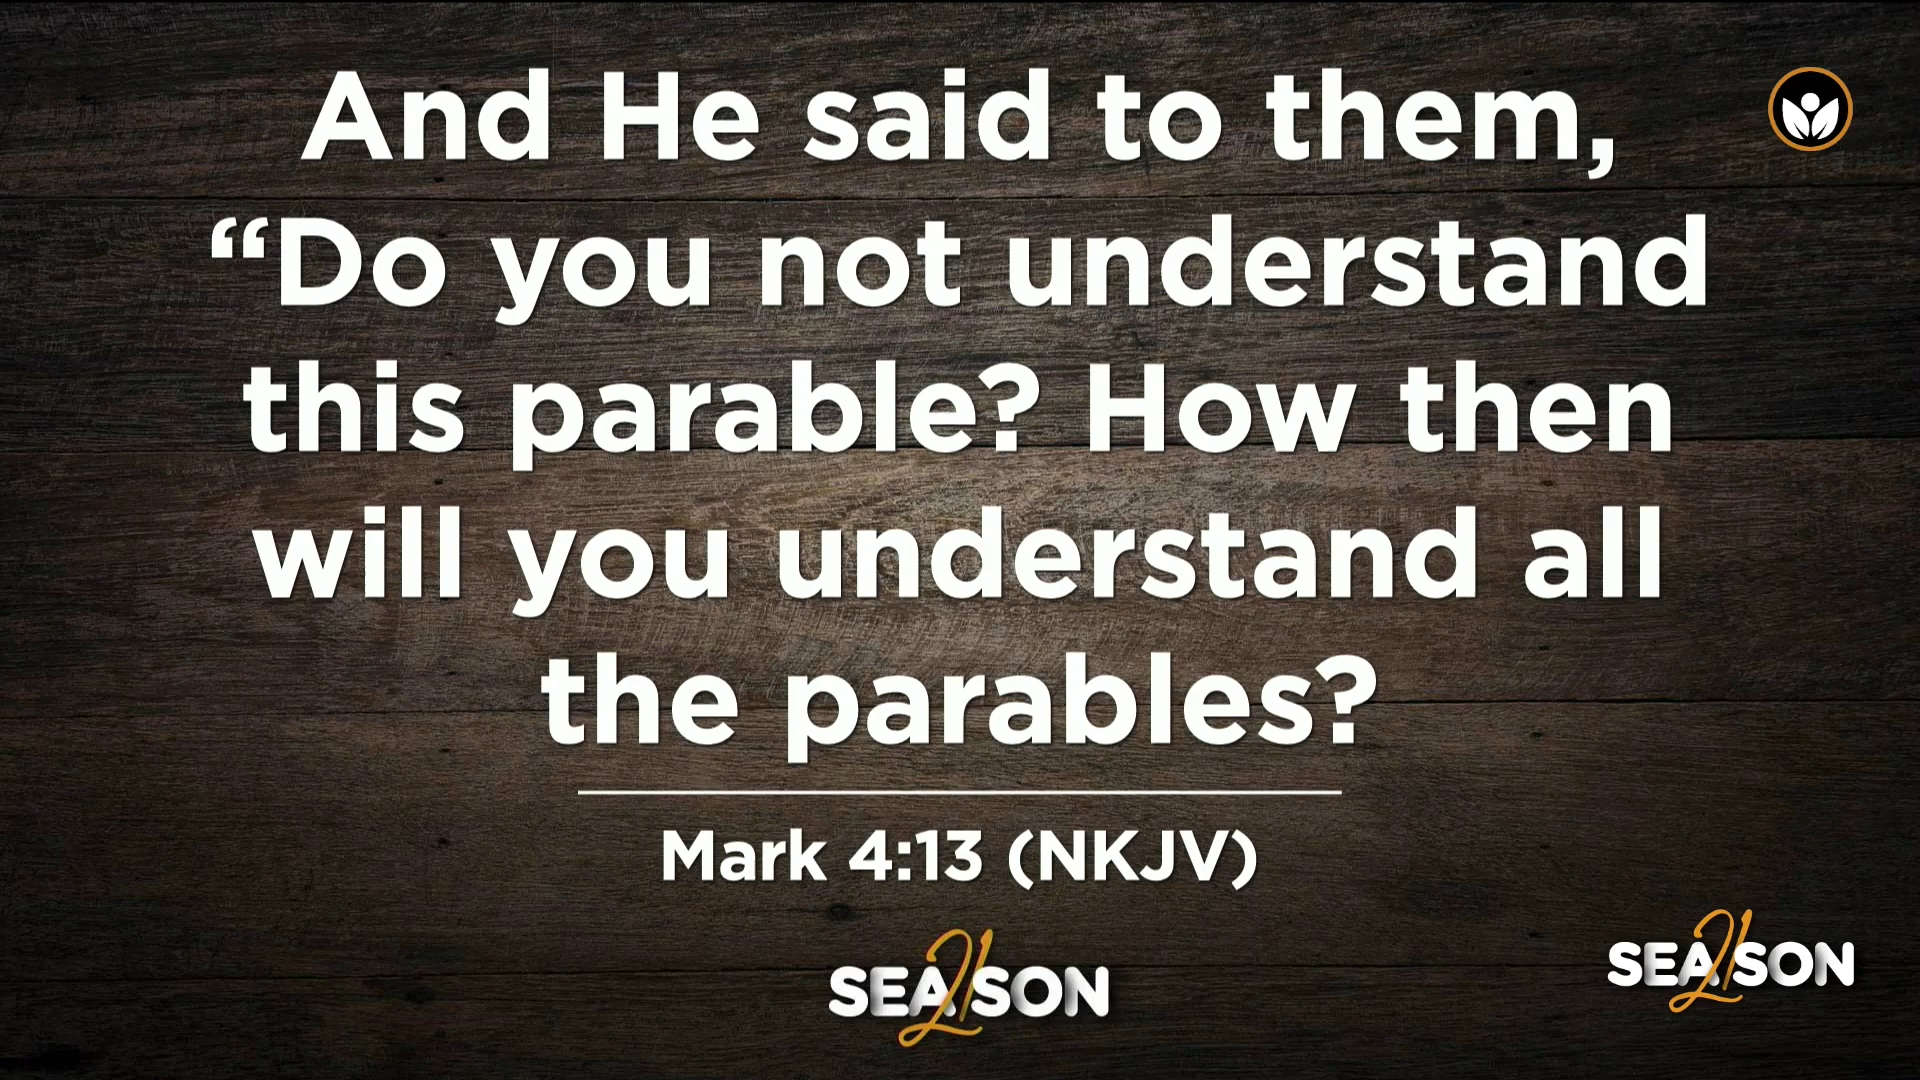 And He said to them,
“Do you not understand
this parable? How then
will you understand all
the parables?
Mark 4:13 (NKJV)
SEA21SON
SEA21SON